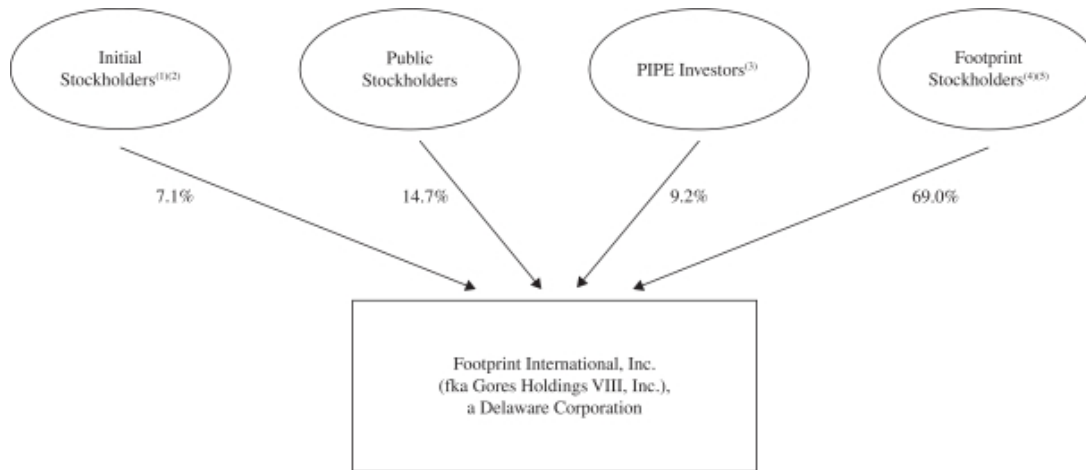 Initial
Stockholders(1)(2)
Public
Stockholders
PIPE Investors(3)
Footprint
Stockholders(4)(5)
7.1%
14.7%
9.2%
69.0%
Footprint International, Inc.
(fka Gores Holdings VIII, Inc.),
a Delaware Corporation